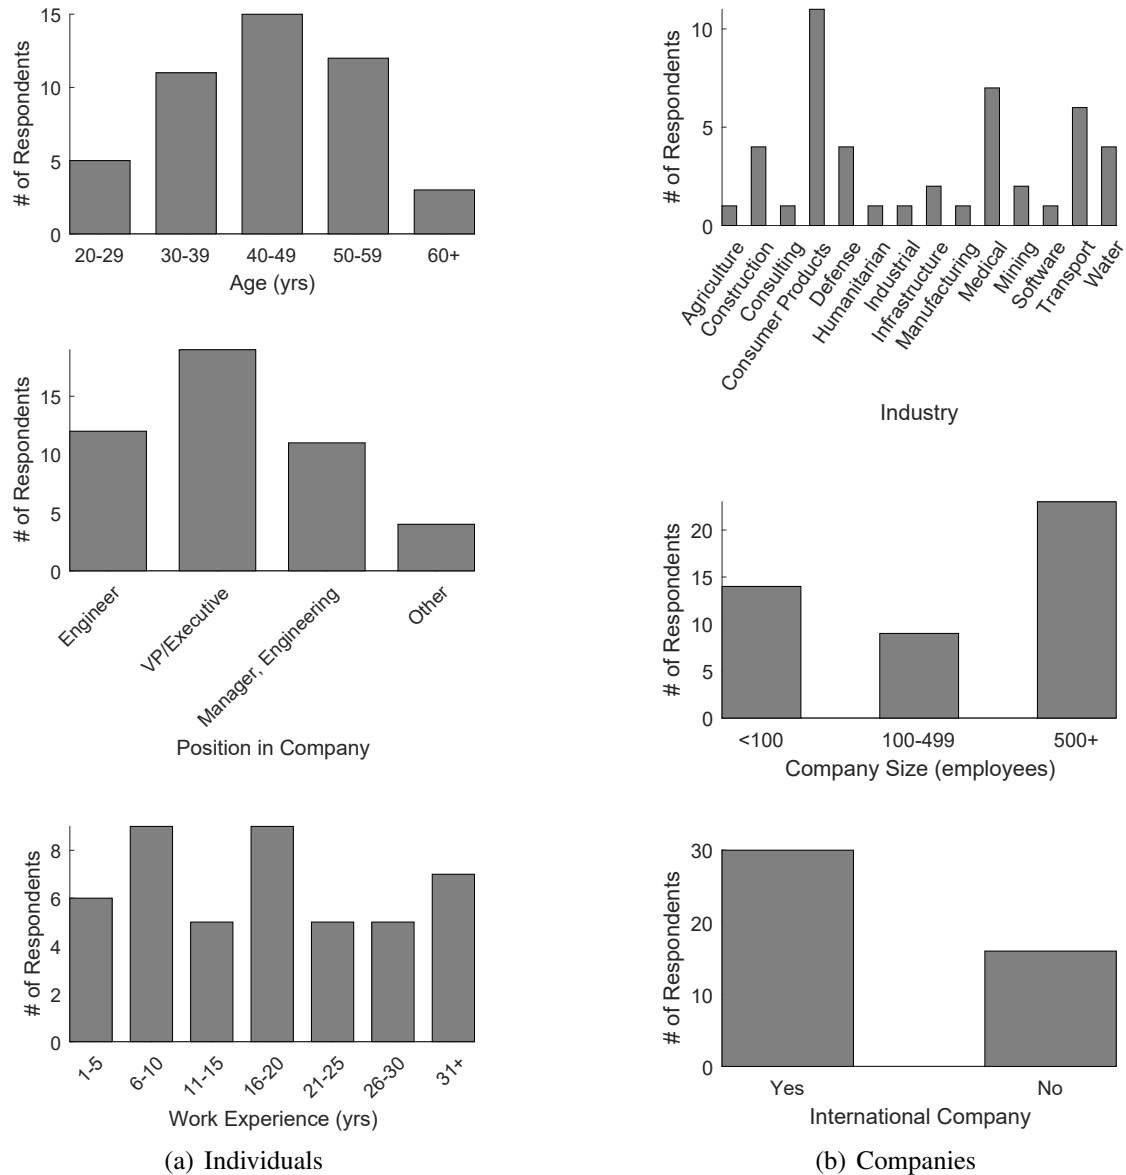 # of Respondents
15
10
5
0
20-29 30-39 40-49 50-59 60+
Age (yrs)
# of Respondents
15
10
5
0
Engineer
VP/Executive
Manager, Engineering
Other
Position in Company
# of Respondents
8
6
4
2
0
1-5
6-10
11-15
16-20
21-25
26-30
31+
Work Experience (yrs)
(a) Individuals
# of Respondents
10
5
0
Agriculture
Construction
Consulting
Consumer Products
Defense
Humanitarian
Industrial
Infrastructure
Manufacturing
Medical
Mining
Software
Transport
Water
Industry
# of Respondents
20
15
10
5
0
<100 100-499 500+
Company Size (employees)
# of Respondents
30
20
10
0
Yes No
International Company
(b) Companies